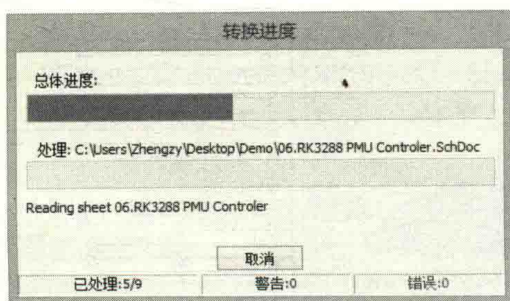 转换进度
总体进度:
处理: C:\Users\Zhengzy\Desktop\Demo\06.RK3288 PMU Controler.SchDoc
Reading sheet 06.RK3288 PMU Controler
取消
已处理:5/9 警告:0 错误:0